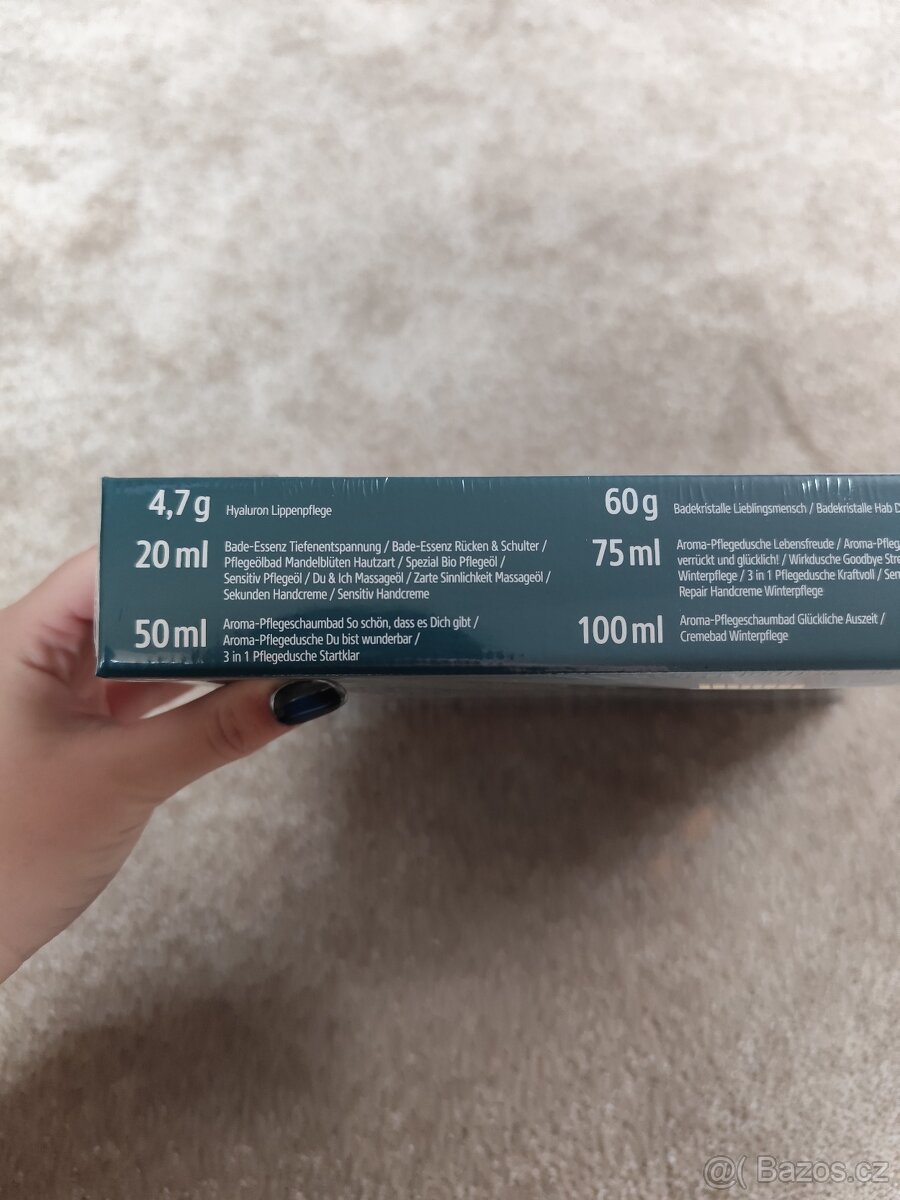 4,7 g Hyaluron Lippenpflege
20 ml Bade-Essenz Tiefenentspannung / Bade-Essenz Rücken & Schulter /
Pflegeölbad Mandelblüten Hautzart / Spezial Bio Pflegeöl /
Sensitiv Pflegeöl / Du & Ich Massageöl / Zarte Sinnlichkeit Massageöl /
Sekunden Handcreme / Sensitiv Handcreme
50 ml Aroma-Pflegeschaumbad So schön, dass es Dich gibt /
Aroma-Pflegedusche Du bist wunderbar /
3 in 1 Pflegedusche Startklar
60 g Badekristalle Lieblingsmensch / Badekristalle Hab D
75 ml Aroma-Pflegedusche Lebensfreude / Aroma-Pfleg
verrückt und glücklich! / Wirkdusche Goodbye Stre
Winterpflege / 3 in 1 Pflegedusche Kraftvoll / Sen
Repair Handcreme Winterpflege
100 ml Aroma-Pflegeschaumbad Glückliche Auszeit /
Cremebad Winterpflege
@( Bazos.cz